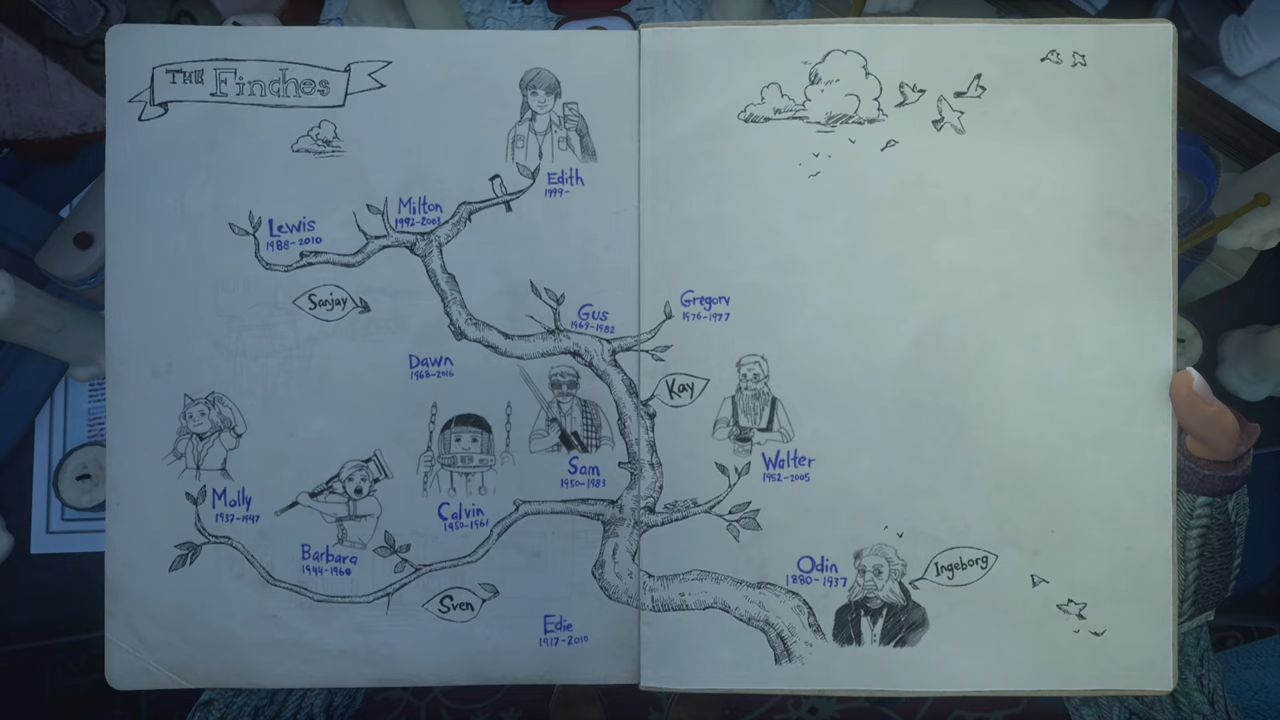 THE Finches
Edith
1999-
Milton
1992-2003
Lewis
1988-2010
Sanjay
Gus
1969-1982
Gregory
1976-1977
Dawn
1968-2016
Kay
Sam
1950-1983
Walter
1952-2005
Molly
1937-1947
Calvin
1950-1961
Barbara
1944-1960
Odin
1880-1937
Ingeborg
Sven
Edie
1917-2010